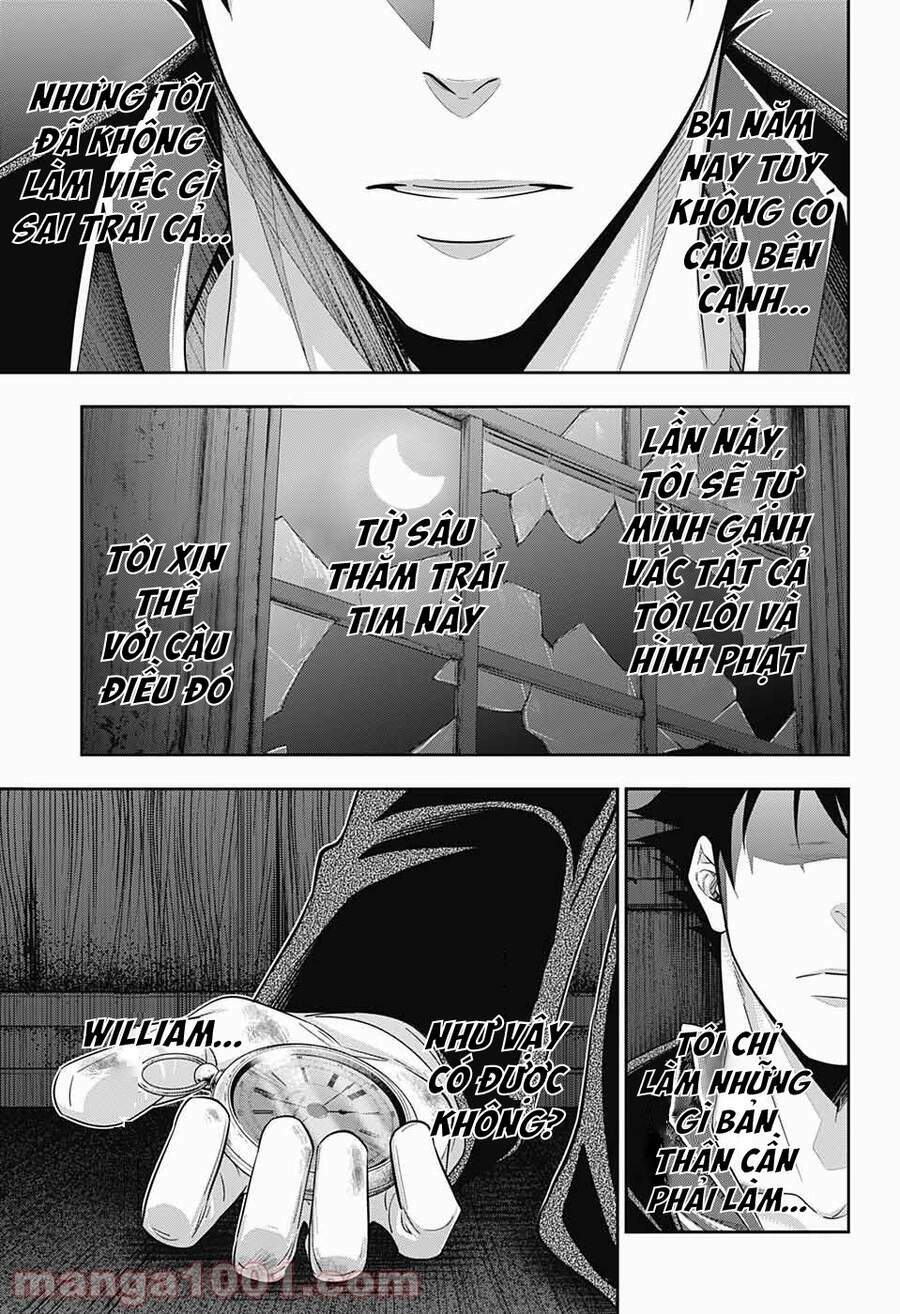 BA NĂM
NAY TUY
KHÔNG CÓ
CẬU BÊN
CẠNH...
NHƯNG TÔI
ĐÃ KHÔNG
LÀM VIỆC GÌ
SAI TRÁI CẢ...
LẦN NÀY,
TÔI SẼ TỰ
MÌNH GÁNH
VÁC TẤT CẢ
TỘI LỖI VÀ
HÌNH PHẠT
TỪ SÂU
THẲM TRÁI
TIM NÀY
TÔI XIN
THỀ
VỚI CẬU
ĐIỀU ĐÓ
TÔI CHỈ
LÀM NHỮNG
GÌ BẢN
THÂN CẦN
PHẢI LÀM...
NHƯ VẬY
CÓ ĐƯỢC
KHÔNG?
WILLIAM...
manga1001.com